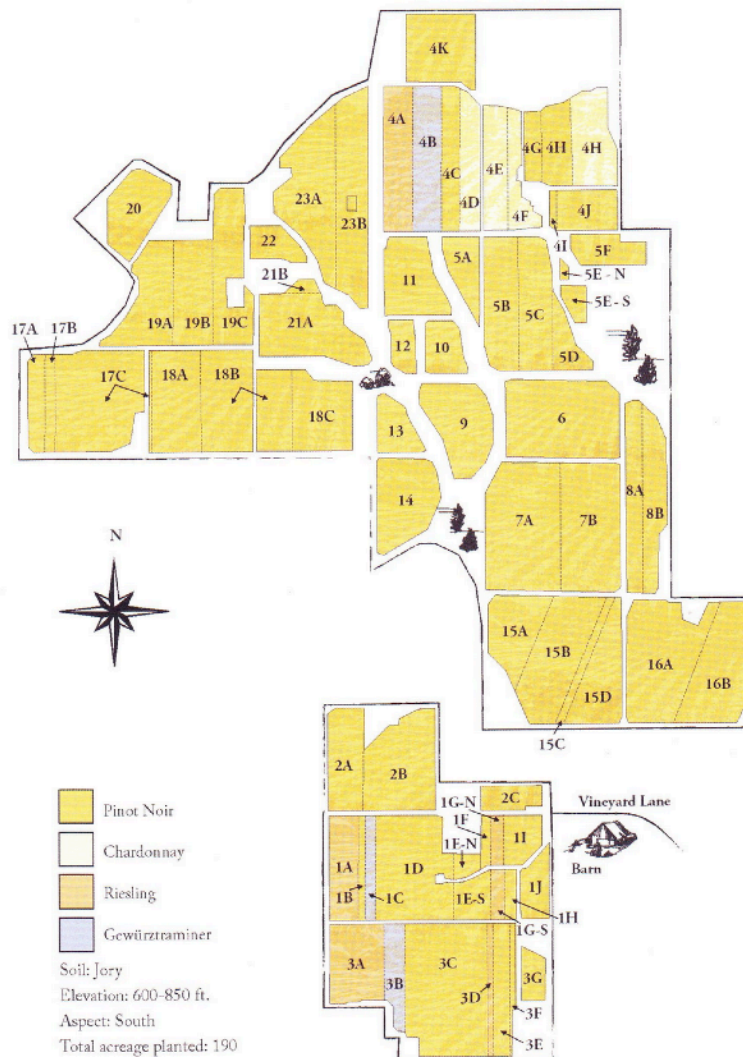 4K
4A
4B
4C
4D
4E
4F
4G
4H
4H
4J
4I
23A
23B
20
22
21B
21A
19A
19B
19C
11
5A
5B
5C
5D
5F
5E - N
5E - S
17A
17B
17C
18A
18B
18C
12
10
13
9
6
14
7A
7B
8A
8B
N
15A
15B
15C
15D
16A
16B
2A
2B
2C
1G-N
1F
1E-N
1I
Vineyard Lane
Barn
1A
1B
1C
1D
1E-S
1J
1H
1G-S
3A
3B
3C
3D
3E
3F
3G
Pinot Noir
Chardonnay
Riesling
Gewürztraminer
Soil: Jory
Elevation: 600-850 ft.
Aspect: South
Total acreage planted: 190